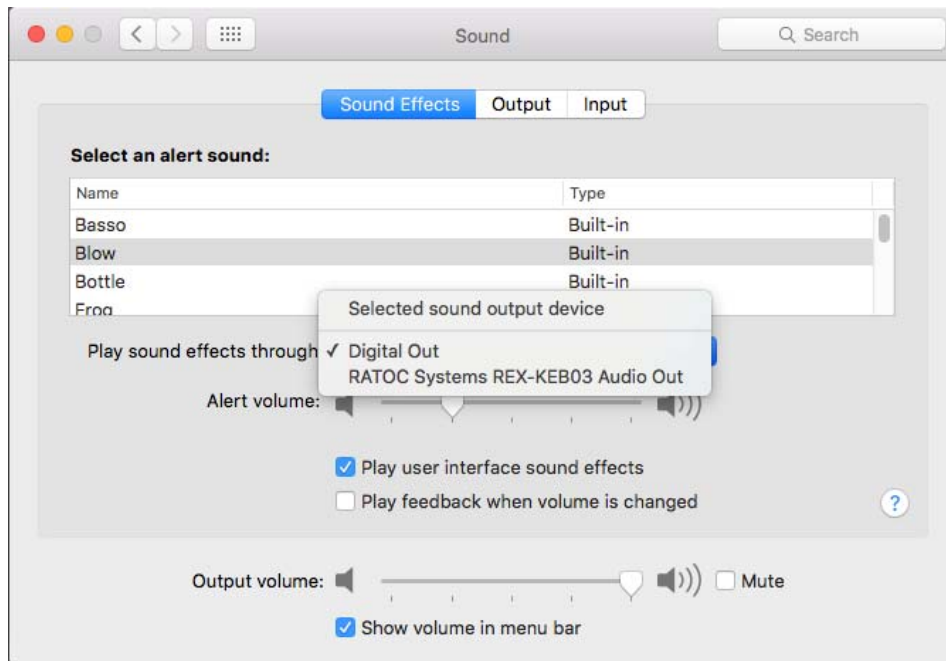 Sound
Search
Sound Effects Output Input
Select an alert sound:
Name Type
Basso Built-in
Blow Built-in
Bottle Built-in
Frog
Selected sound output device
Play sound effects through ✓ Digital Out
RATOC Systems REX-KEB03 Audio Out
Alert volume:
Play user interface sound effects
Play feedback when volume is changed
?
Output volume: Mute
Show volume in menu bar